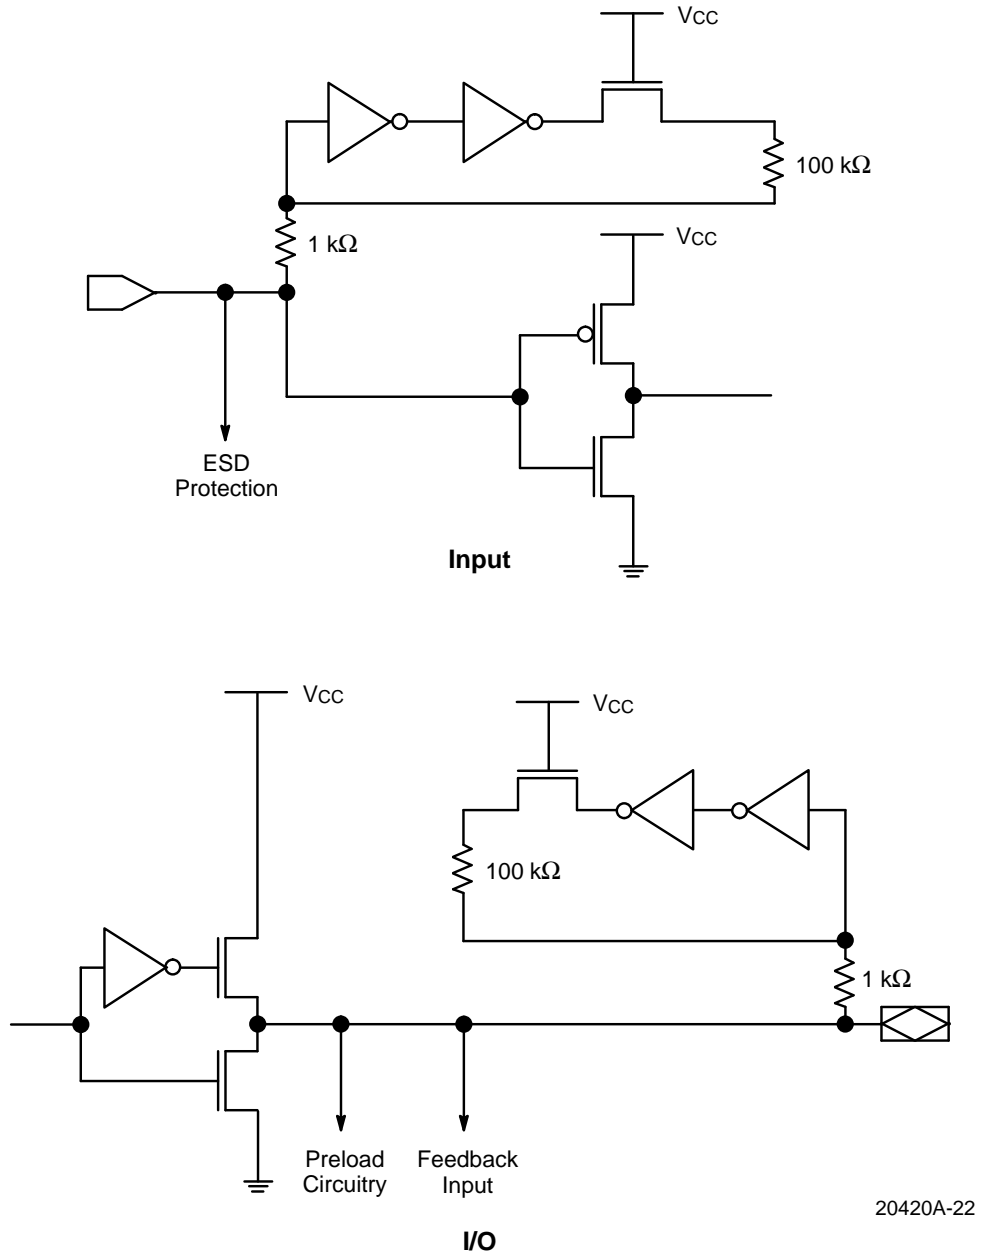 VCC
100 kΩ
1 kΩ
VCC
ESD
Protection
Input
VCC
VCC
100 kΩ
1 kΩ
Preload
Circuitry
Feedback
Input
20420A-22
I/O